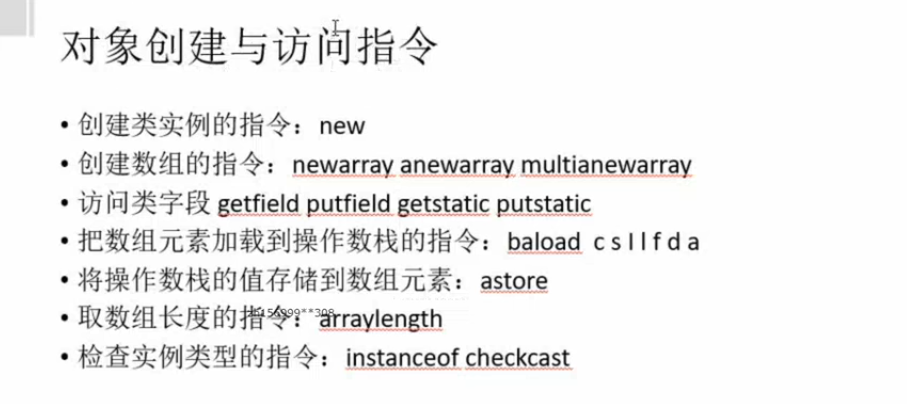 对象创建与访问指令
• 创建类实例的指令：new
• 创建数组的指令：newarray anewarray multianewarray
• 访问类字段 getfield putfield getstatic putstatic
• 把数组元素加载到操作数栈的指令：baload c s I l f d a
• 将操作数栈的值存储到数组元素：astore
• 取数组长度的指令：arraylength
• 检查实例类型的指令：instanceof checkcast